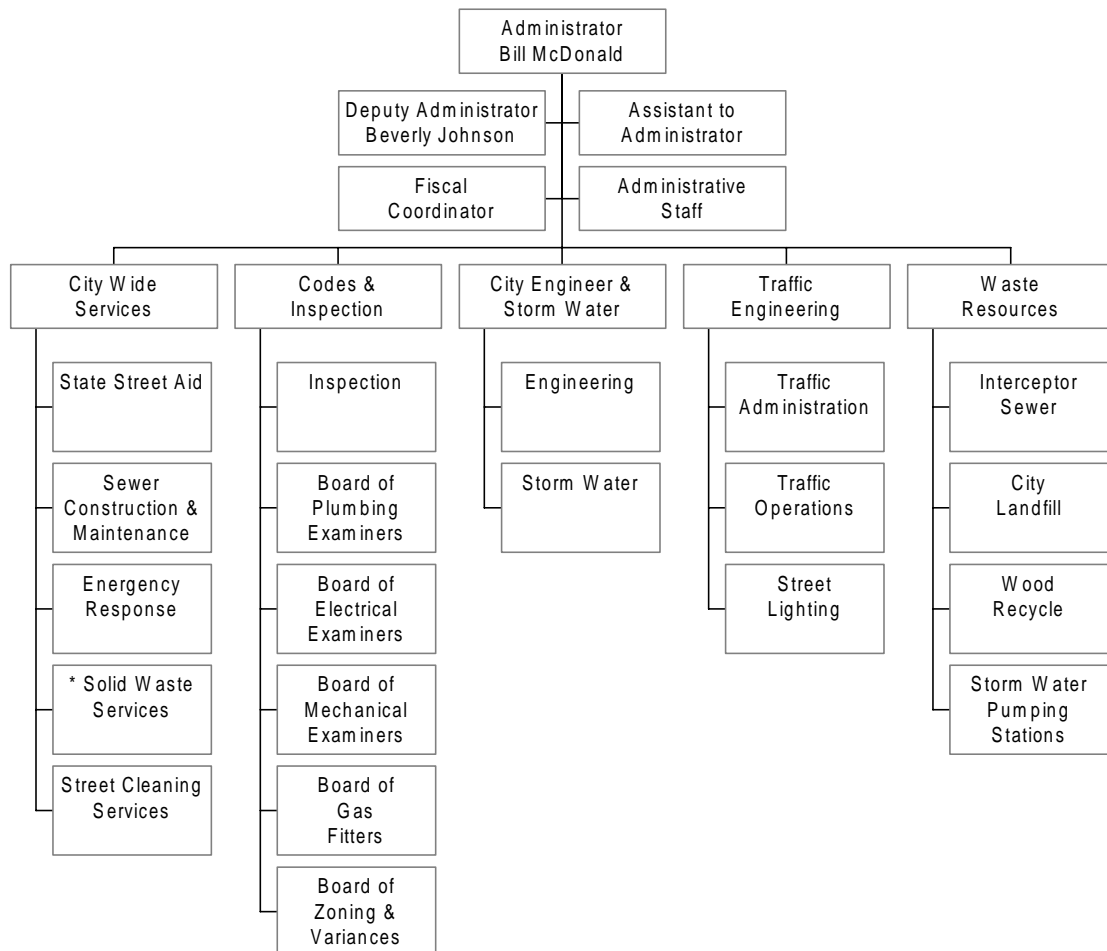 Administrator
Bill McDonald
Deputy Administrator
Beverly Johnson
Assistant to
Administrator
Fiscal
Coordinator
Administrative
Staff
City Wide
Services
Codes &
Inspection
City Engineer &
Storm Water
Traffic
Engineering
Waste
Resources
State Street Aid
Sewer
Construction &
Maintenance
Energency
Response
* Solid Waste
Services
Street Cleaning
Services
Inspection
Board of
Plumbing
Examiners
Board of
Electrical
Examiners
Board of
Mechanical
Examiners
Board of
Gas
Fitters
Board of
Zoning &
Variances
Engineering
Storm Water
Traffic
Administration
Traffic
Operations
Street
Lighting
Interceptor
Sewer
City
Landfill
Wood
Recycle
Storm Water
Pumping
Stations